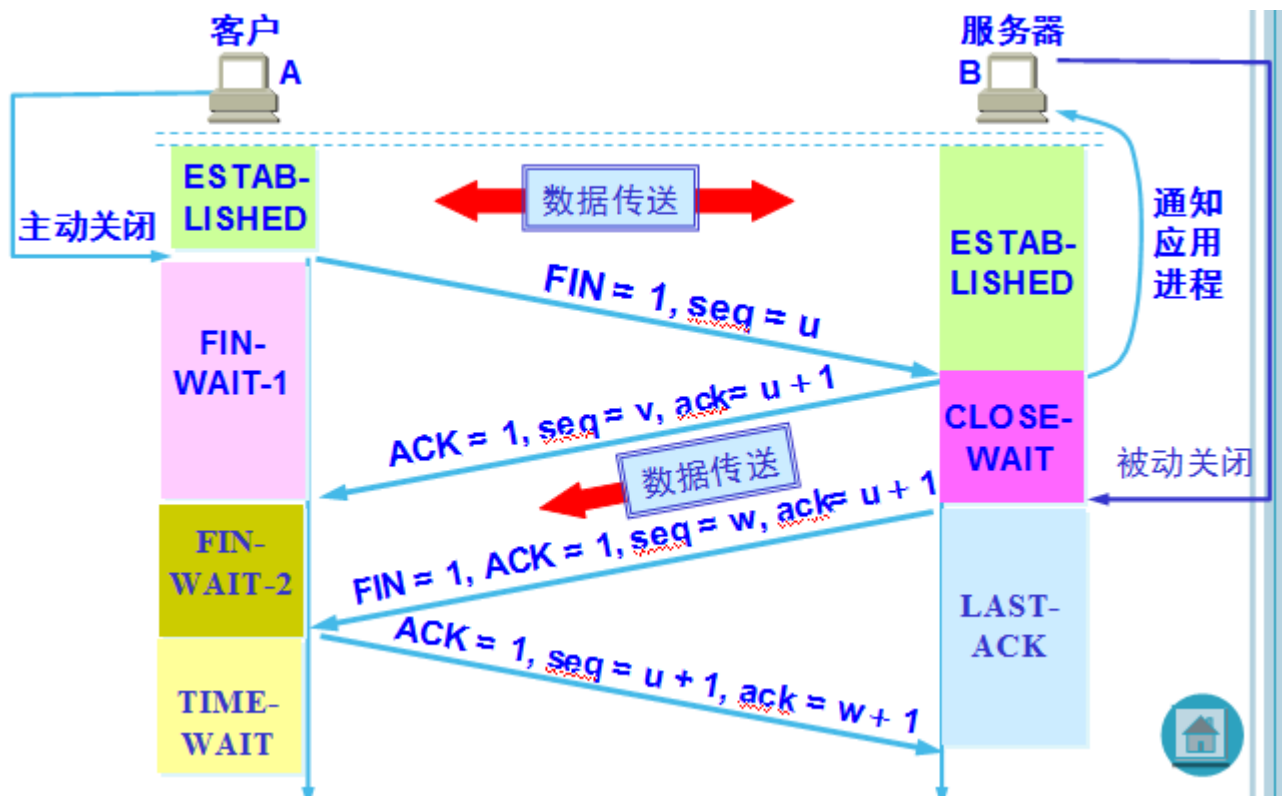 客户
A
服务器
B
ESTAB-
LISHED
数据传送
主动关闭
ESTAB-
LISHED
通知
应用
进程
FIN = 1, seq = u
FIN-
WAIT-1
ACK = 1, seq = v, ack= u + 1
CLOSE-
WAIT
被动关闭
数据传送
FIN = 1, ACK = 1, seq = w, ack= u + 1
FIN-
WAIT-2
ACK = 1, seq = u + 1, ack = w + 1
LAST-
ACK
TIME-
WAIT